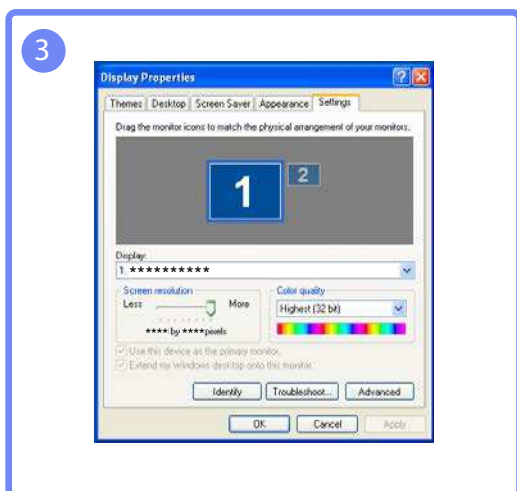 3
Display Properties
Themes Desktop Screen Saver Appearance Settings
Drag the monitor icons to match the physical arrangement of your monitors.
1 2
Display:
1. **********
Screen resolution
Less More
**** by **** pixels
Color quality
Highest (32 bit)
Use this device as the primary monitor.
Extend my Windows desktop onto this monitor.
Identify Troubleshoot... Advanced
OK Cancel Apply